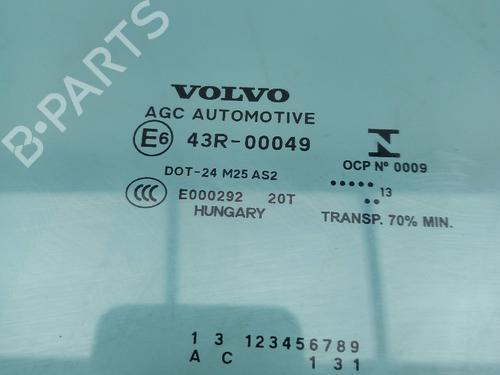 VOLVO
AGC AUTOMOTIVE
E6 43R-00049
N
OCP Nº 0009
DOT-24 M25 AS2
CCC E000292 20T
HUNGARY
..... 13
..
TRANSP. 70% MIN.
1 3 123456789
A C 1 3 1
B